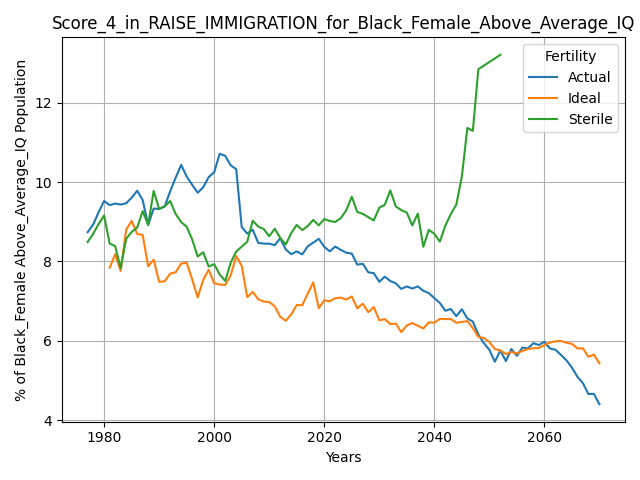 Score_4_in_RAISE_IMMIGRATION_for_Black_Female_Above_Average_IQ
% of Black_Female Above_Average_IQ Population
Fertility
Actual
Ideal
Sterile
12
10
8
6
4
1980 2000 2020 2040 2060
Years